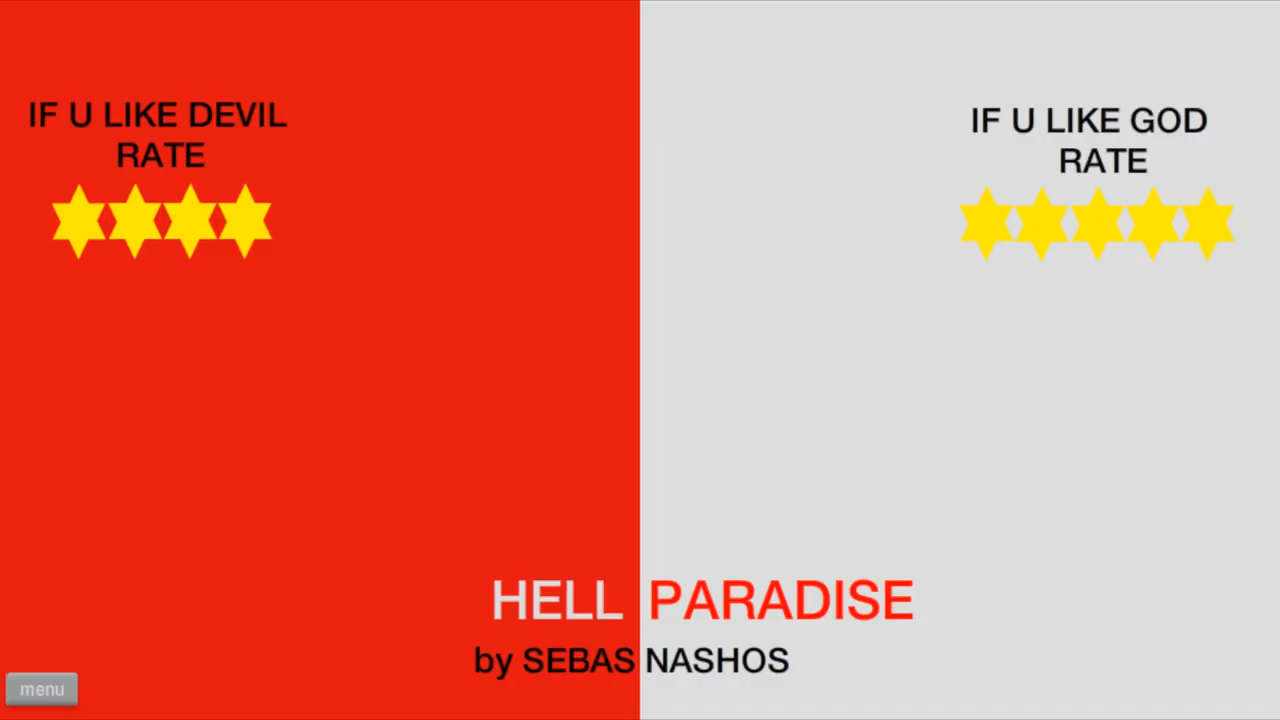 IF U LIKE DEVIL
RATE
IF U LIKE GOD
RATE
HELL PARADISE
by SEBAS NASHOS
menu